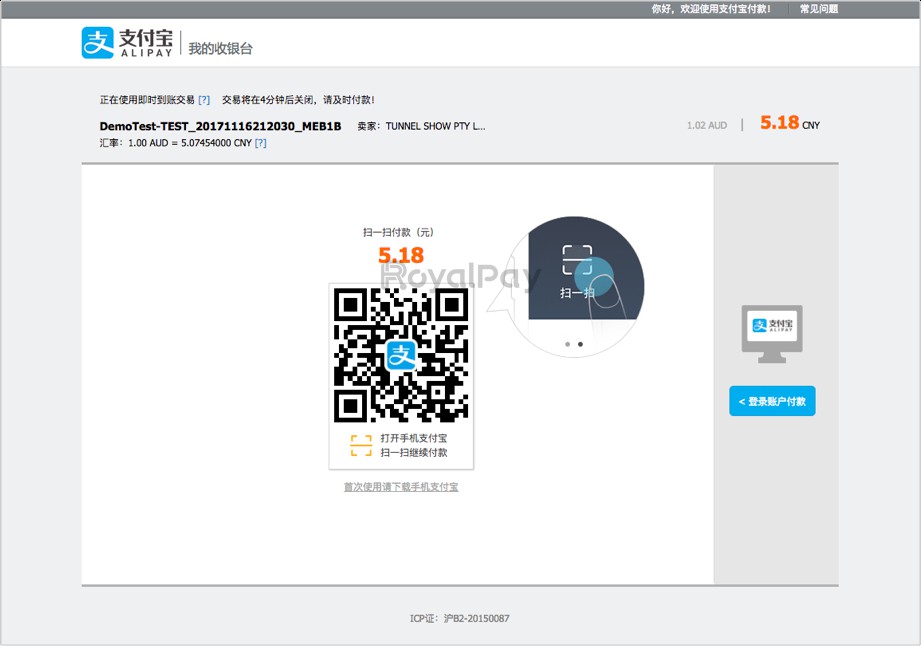 你好，欢迎使用支付宝付款！ 常见问题
支付宝 ALIPAY 我的收银台
正在使用即时到账交易 [?] 交易将在4分钟后关闭，请及时付款！
DemoTest-TEST_20171116212030_MEB1B 卖家：TUNNEL SHOW PTY L... 1.02 AUD | 5.18 CNY
汇率：1.00 AUD = 5.07454000 CNY [?]
扫一扫付款（元）
5.18
RoyalPay
扫一扫
支
支付宝 ALIPAY
< 登录账户付款
打开手机支付宝
扫一扫继续付款
首次使用请下载手机支付宝
ICP证：沪B2-20150087